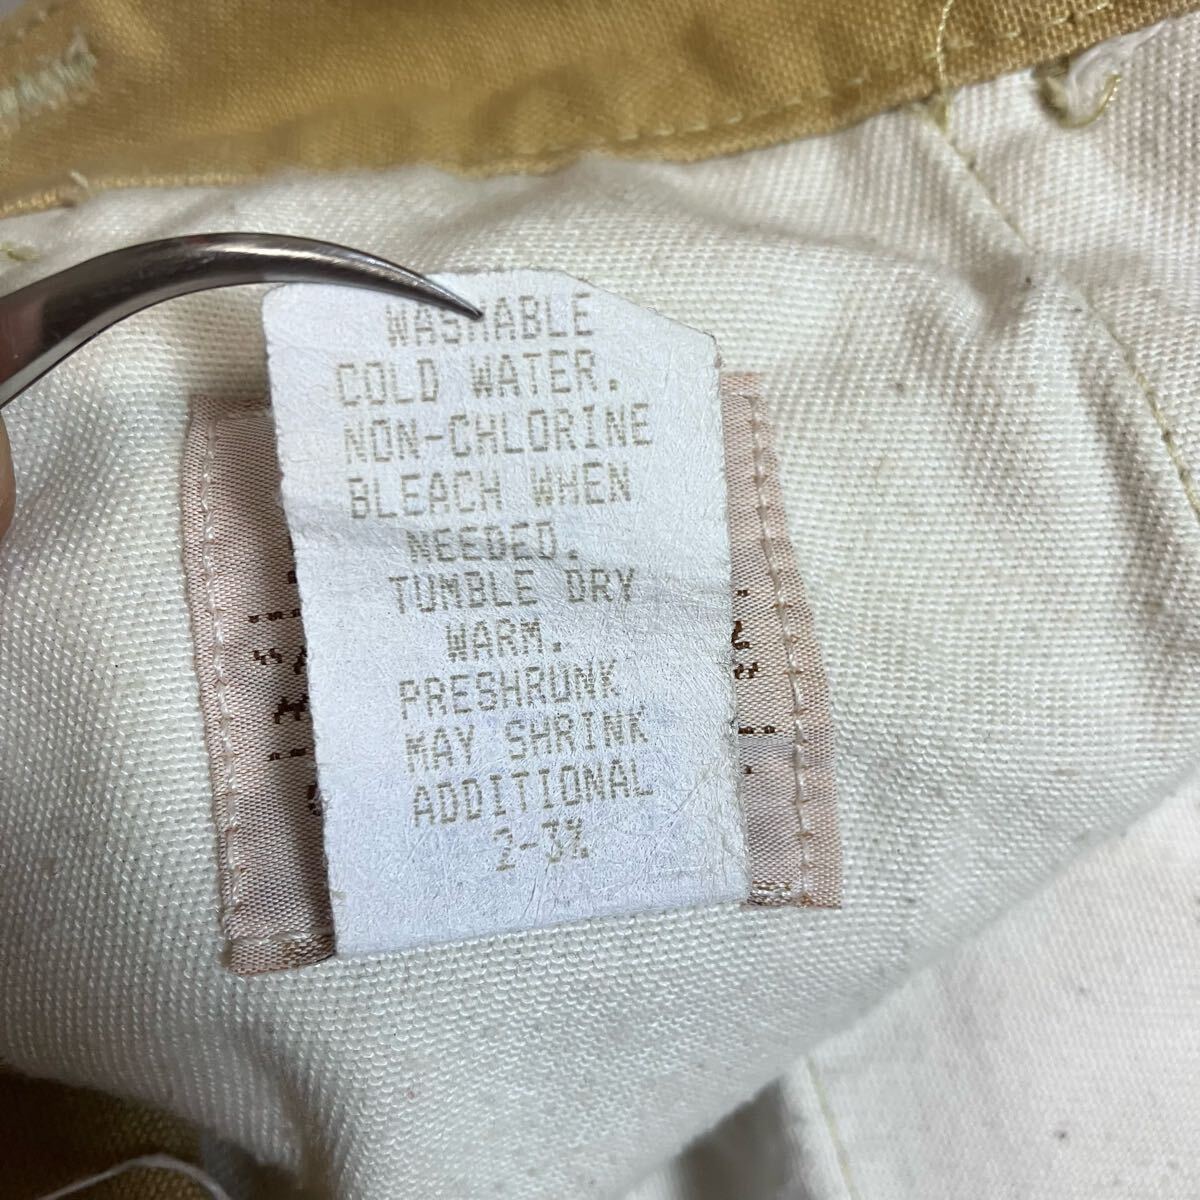 WASHABLE
COLD WATER.
NON-CHLORINE
BLEACH WHEN
NEEDED.
TUMBLE DRY
WARM.
PRESHRUNK
MAY SHRINK
ADDITIONAL
2-3%